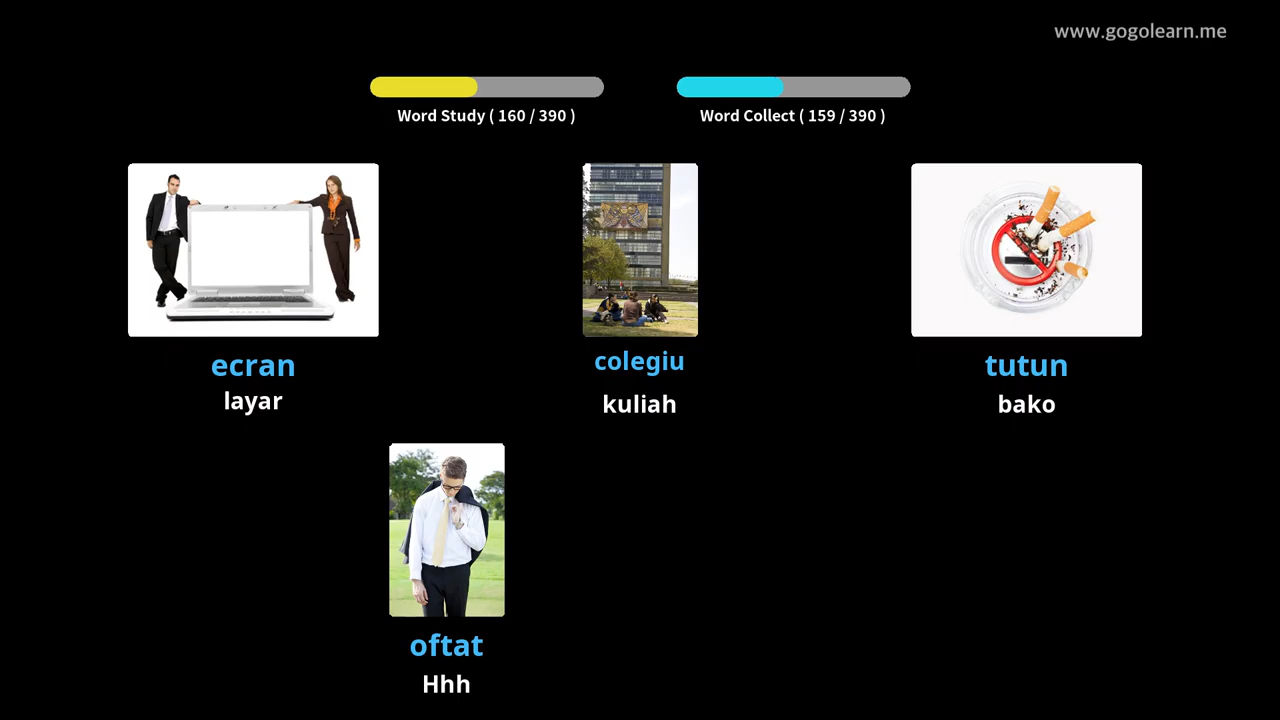 www.gogolearn.me
Word Study ( 160 / 390 )
Word Collect ( 159 / 390 )
ecran
layar
colegiu
kuliah
tutun
bako
oftat
Hhh